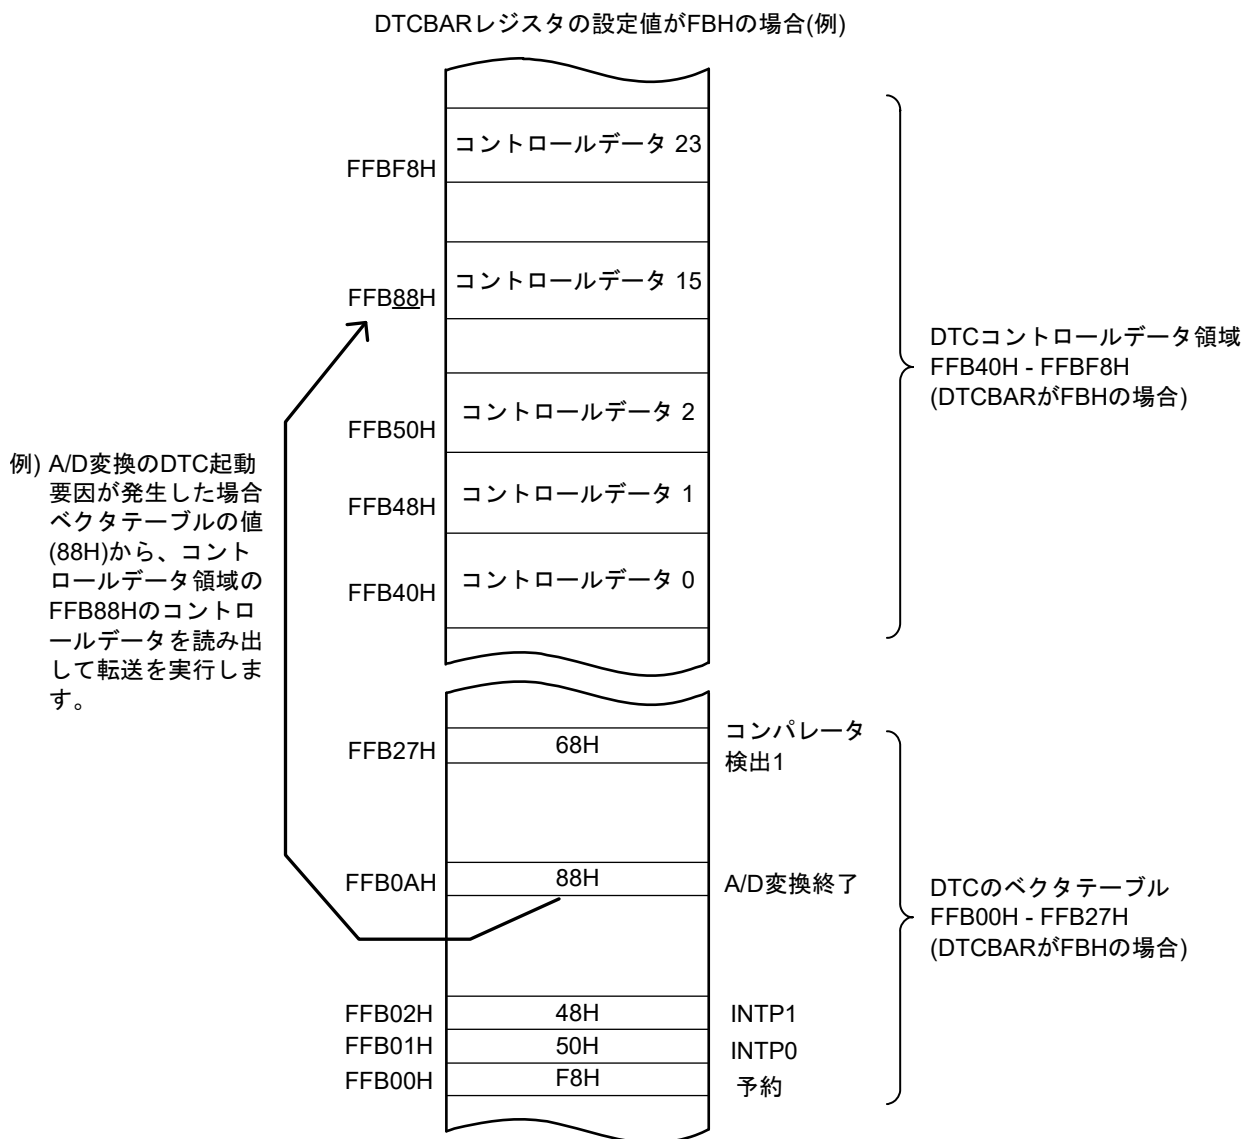 DTCBARレジスタの設定値がFBHの場合(例)
コントロールデータ 23
FFBF8H
コントロールデータ 15
FFB88H
DTCコントロールデータ領域
FFB40H - FFBF8H
(DTCBARがFBHの場合)
コントロールデータ 2
FFB50H
コントロールデータ 1
FFB48H
コントロールデータ 0
FFB40H
例) A/D変換のDTC起動
要因が発生した場合
ベクタテーブルの値
(88H)から、コント
ロールデータ領域の
FFB88Hのコントロ
ールデータを読み出
して転送を実行しま
す。
FFB27H
68H
コンパレータ
検出1
FFB0AH
88H
A/D変換終了
DTCのベクタテーブル
FFB00H - FFB27H
(DTCBARがFBHの場合)
FFB02H
48H
INTP1
FFB01H
50H
INTP0
FFB00H
F8H
予約